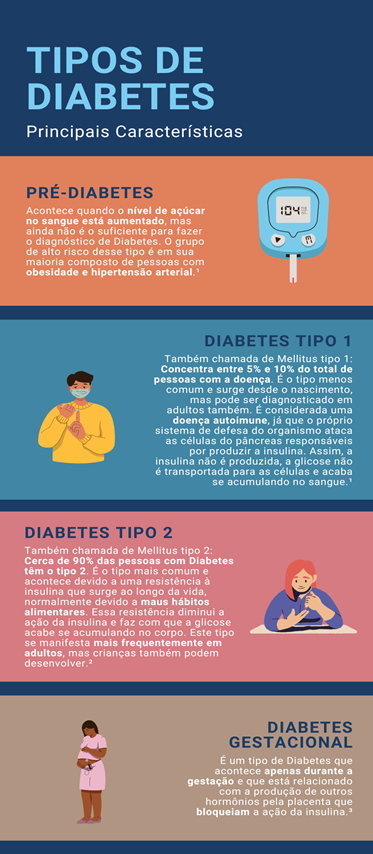 TIPOS DE
DIABETES
Principais Características
PRÉ-DIABETES
Acontece quando o nível de açúcar
no sangue está aumentado, mas
ainda não é o suficiente para fazer
o diagnóstico de Diabetes. O grupo
de alto risco desse tipo é em sua
maioria composto de pessoas com
obesidade e hipertensão arterial.¹
104
DIABETES TIPO 1
Também chamada de Mellitus tipo 1:
Concentra entre 5% e 10% do total de
pessoas com a doença. É o tipo menos
comum e surge desde o nascimento,
mas pode ser diagnosticado em
adultos também. É considerada uma
doença autoimune, já que o próprio
sistema de defesa do organismo ataca
as células do pâncreas responsáveis
por produzir a insulina. Assim, a
insulina não é produzida, a glicose não
é transportada para as células e acaba
se acumulando no sangue.¹
DIABETES TIPO 2
Também chamada de Mellitus tipo 2:
Cerca de 90% das pessoas com Diabetes
têm o tipo 2. É o tipo mais comum e
acontece devido a uma resistência à
insulina que surge ao longo da vida,
normalmente devido a maus hábitos
alimentares. Essa resistência diminui a
ação da insulina e faz com que a glicose
acabe se acumulando no corpo. Este tipo
se manifesta mais frequentemente em
adultos, mas crianças também podem
desenvolver.²
DIABETES
GESTACIONAL
É um tipo de Diabetes que
acontece apenas durante a
gestação e que está relacionado
com a produção de outros
hormônios pela placenta que
bloqueiam a ação da insulina.³